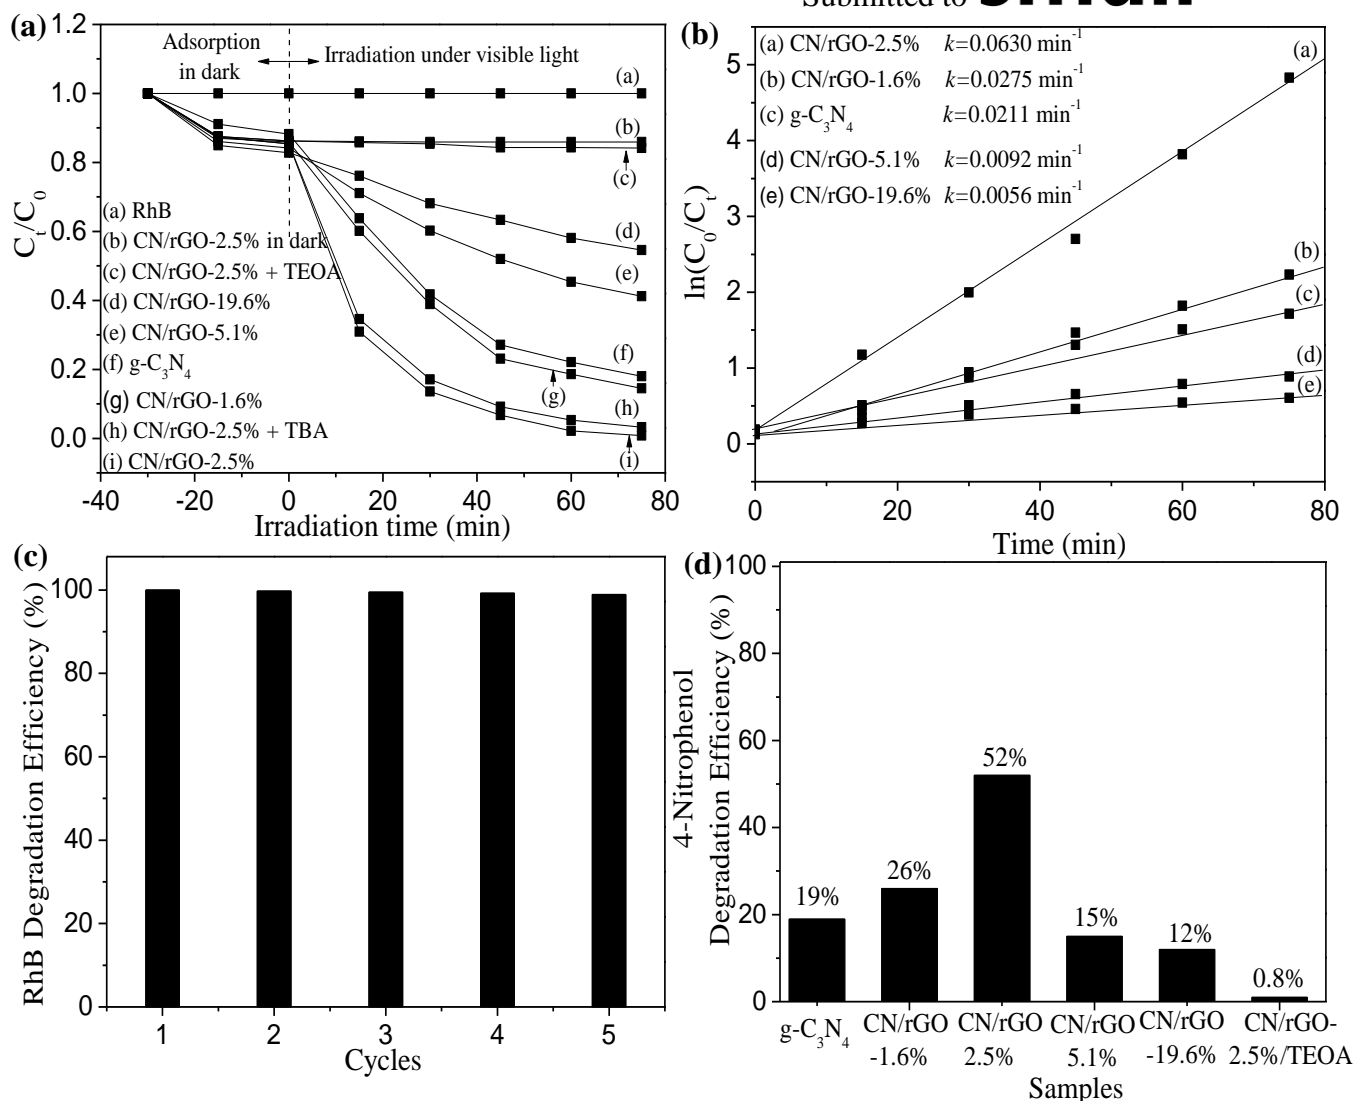 Submitted to
(a)
1.2
1.0
0.8
0.6
0.4
0.2
0.0
C_t/C_0
Adsorption
in dark
Irradiation under visible light
(a)
(b)
(c)
(d)
(e)
(f)
(g)
(h)
(i)
(a) RhB
(b) CN/rGO-2.5% in dark
(c) CN/rGO-2.5% + TEOA
(d) CN/rGO-19.6%
(e) CN/rGO-5.1%
(f) g-C₃N₄
(g) CN/rGO-1.6%
(h) CN/rGO-2.5% + TBA
(i) CN/rGO-2.5%
-40 -20 0 20 40 60 80
Irradiation time (min)
(b)
5
4
3
2
1
0
ln(C₀/C_t)
(a) CN/rGO-2.5% k=0.0630 min⁻¹
(b) CN/rGO-1.6% k=0.0275 min⁻¹
(c) g-C₃N₄ k=0.0211 min⁻¹
(d) CN/rGO-5.1% k=0.0092 min⁻¹
(e) CN/rGO-19.6% k=0.0056 min⁻¹
(a)
(b)
(c)
(d)
(e)
0 20 40 60 80
Time (min)
(c)
100
80
60
40
20
0
RhB Degradation Efficiency (%)
1 2 3 4 5
Cycles
(d)
100
80
60
40
20
0
4-Nitrophenol
Degradation Efficiency (%)
19%
26%
52%
15%
12%
0.8%
g-C₃N₄
CN/rGO
-1.6%
CN/rGO
2.5%
CN/rGO
5.1%
CN/rGO
-19.6%
CN/rGO-
2.5%/TEOA
Samples